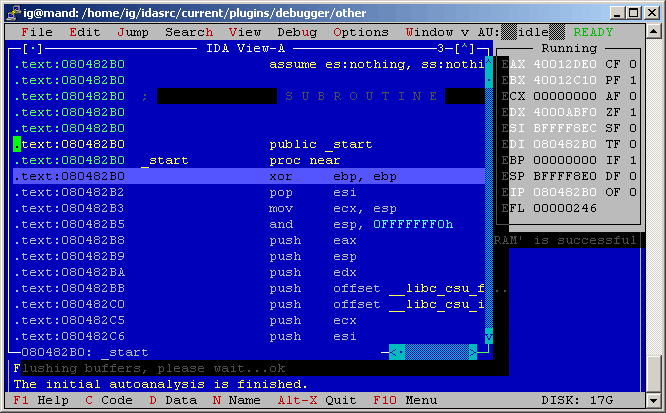 ig@mand: /home/ig/idasrc/current/plugins/debugger/other
File Edit Jump Search View Debug Options Window v AU: idle READY
[·] IDA View-A 3-[^]
.text:080482B0 assume es:nothing, ss:nothi
.text:080482B0
.text:080482B0 ; S U B R O U T I N E
.text:080482B0
.text:080482B0
.text:080482B0 public _start
.text:080482B0 _start proc near
.text:080482B0 xor ebp, ebp
.text:080482B2 pop esi
.text:080482B3 mov ecx, esp
.text:080482B5 and esp, 0FFFFFFF0h
.text:080482B8 push eax
.text:080482B9 push esp
.text:080482BA push edx
.text:080482BB push offset __libc_csu_f
.text:080482C0 push offset __libc_csu_i
.text:080482C5 push ecx
.text:080482C6 push esi
080482B0: _start
Running
EAX 40012DE0 CF 0
EBX 40012C10 PF 1
ECX 00000000 AF 0
EDX 4000ABF0 ZF 1
ESI BFFFF8EC SF 0
EDI 080482B0 TF 0
EBP 00000000 IF 1
ESP BFFFF8E0 DF 0
EIP 080482B0 OF 0
EFL 00000246
RAM' is successful
..
Flushing buffers, please wait...ok
The initial autoanalysis is finished.
F1 Help C Code D Data N Name Alt-X Quit F10 Menu DISK: 17G